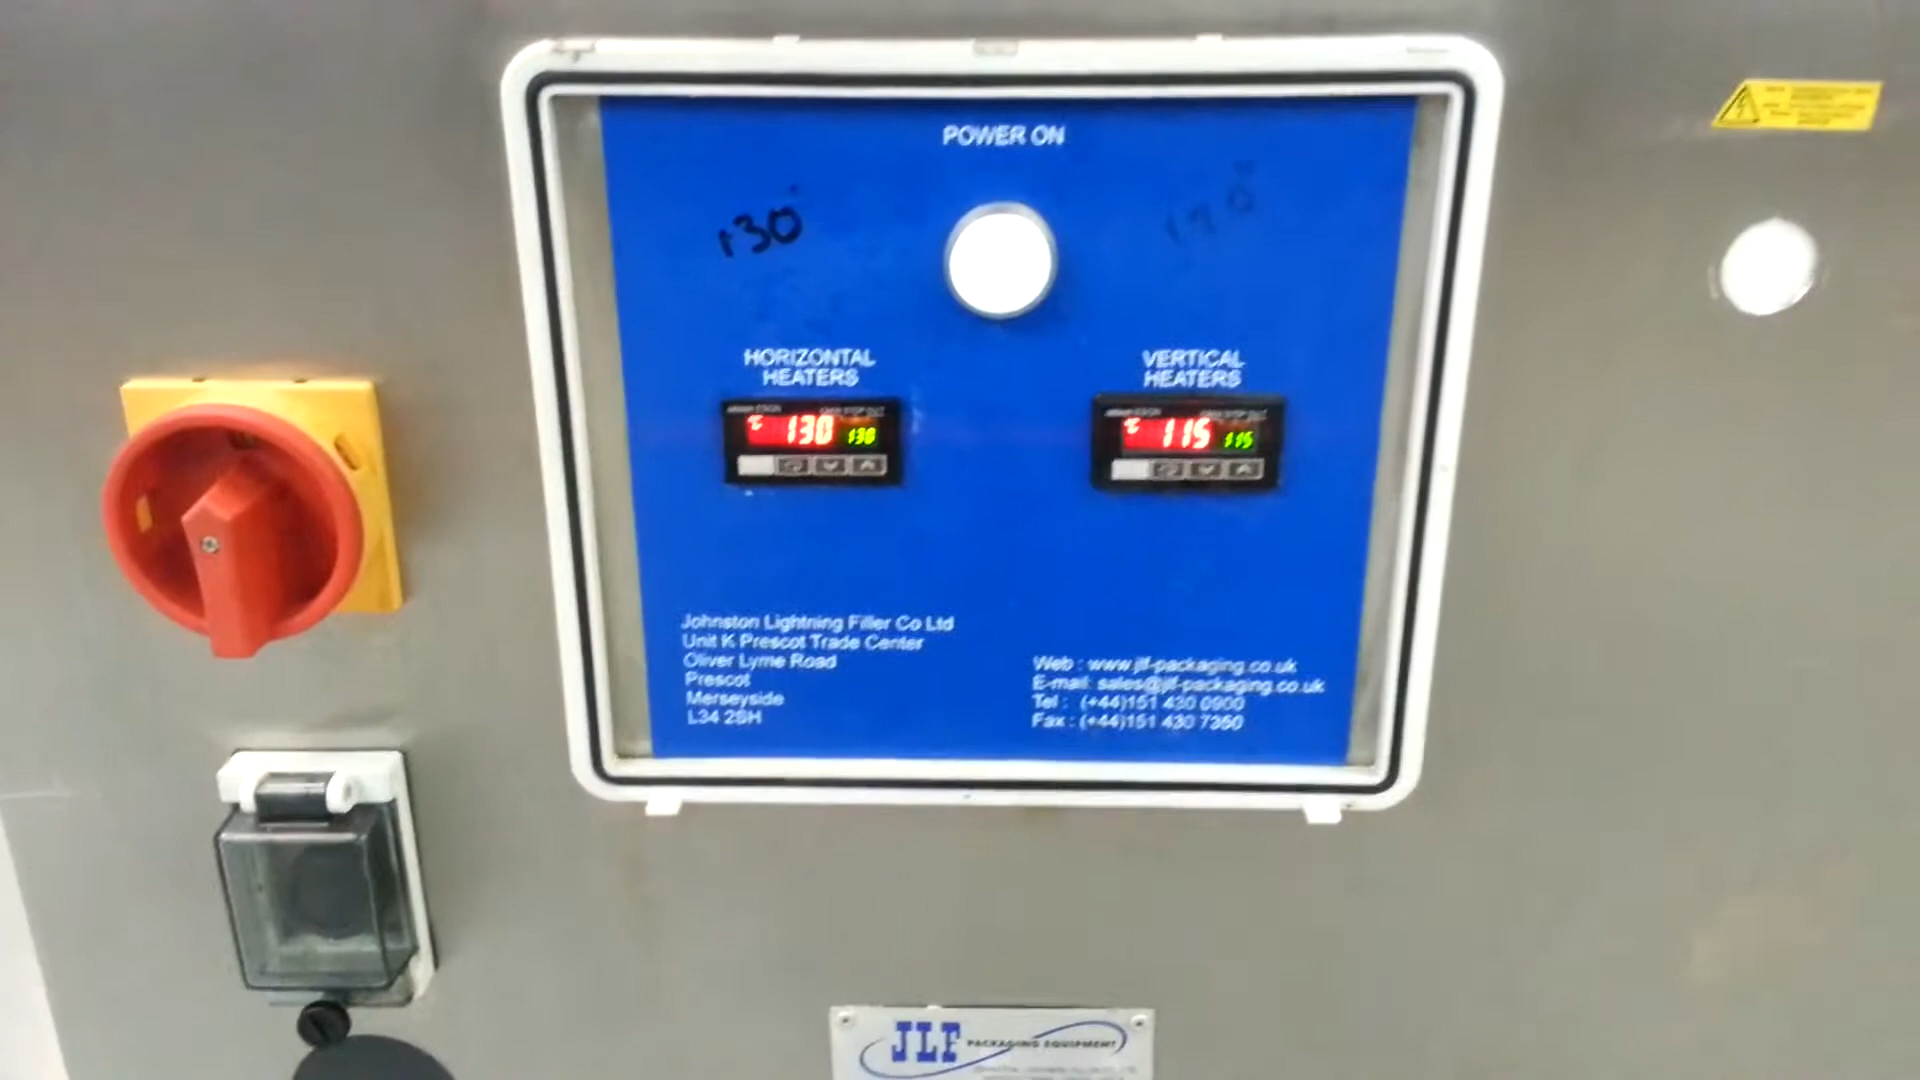 POWER ON
130
HORIZONTAL
HEATERS
VERTICAL
HEATERS
°C 130 130
°C 115 115
Johnston Lightning Filler Co Ltd
Unit K Prescot Trade Center
Oliver Lyme Road
Prescot
Merseyside
L34 2SH
Web : www.jlf-packaging.co.uk
E-mail: sales@jlf-packaging.co.uk
Tel : (+44)151 430 0900
Fax : (+44)151 430 7350
JLF PACKAGING EQUIPMENT